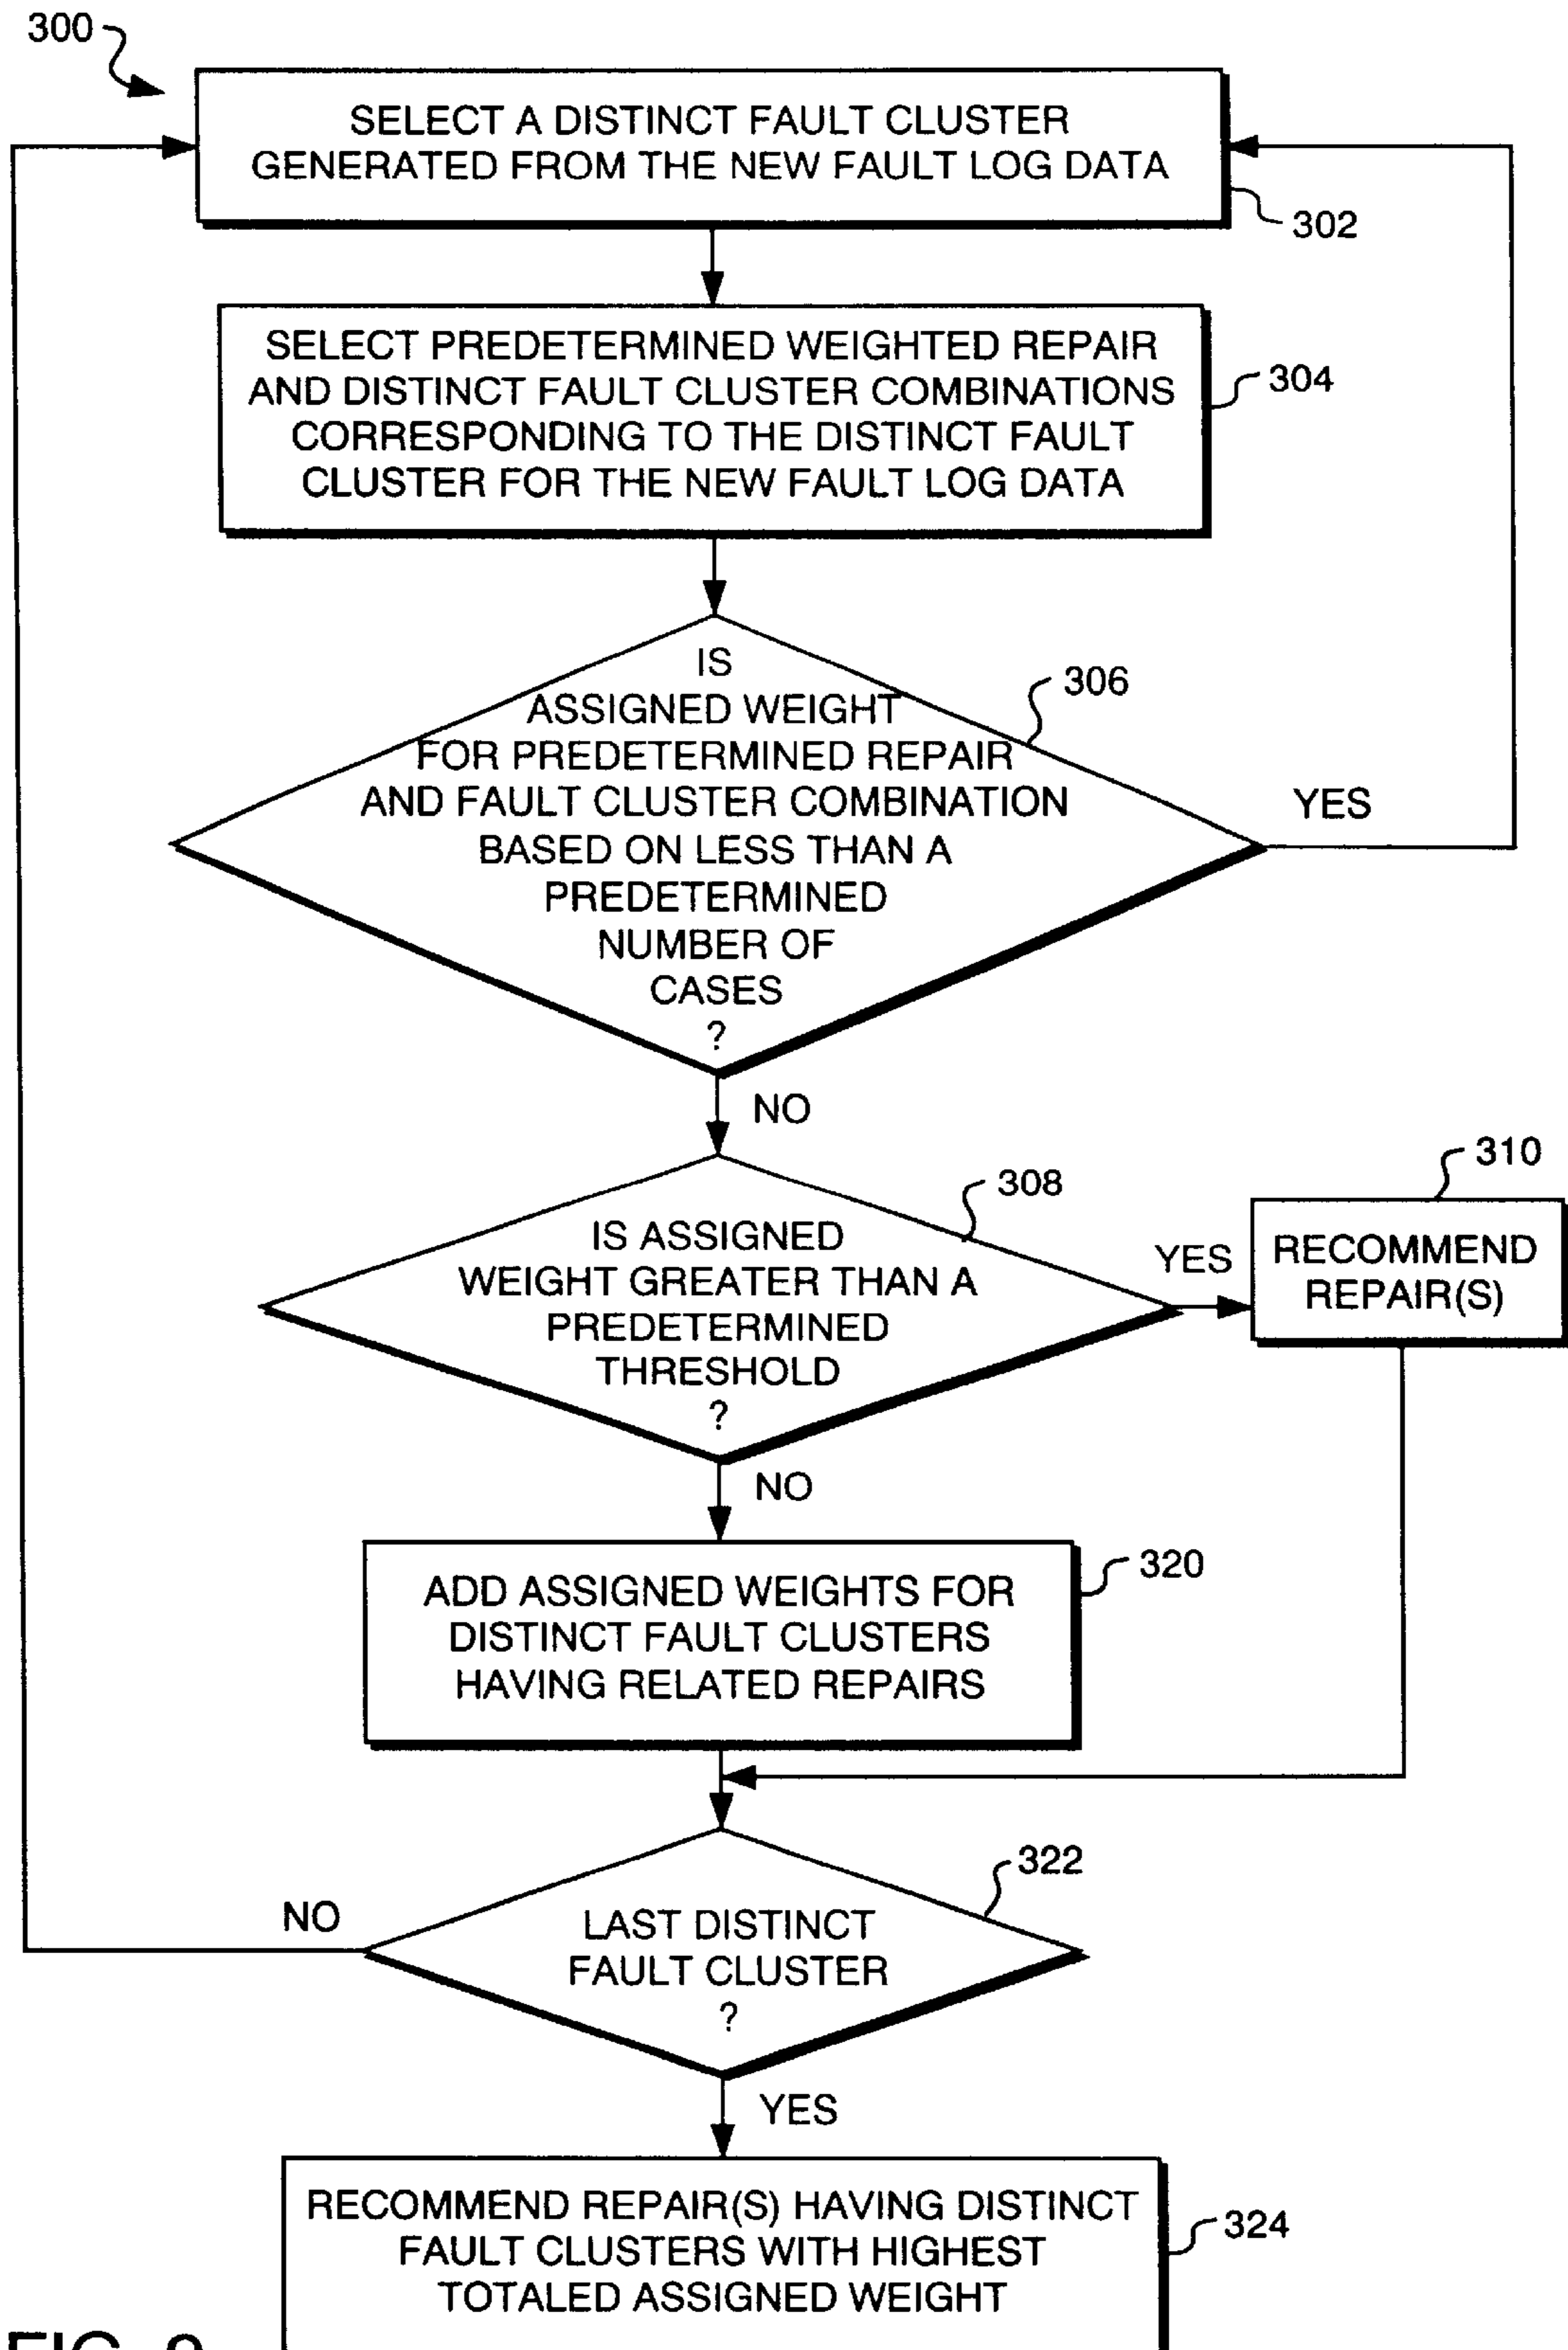 300
SELECT A DISTINCT FAULT CLUSTER
GENERATED FROM THE NEW FAULT LOG DATA
302
SELECT PREDETERMINED WEIGHTED REPAIR
AND DISTINCT FAULT CLUSTER COMBINATIONS
CORRESPONDING TO THE DISTINCT FAULT
CLUSTER FOR THE NEW FAULT LOG DATA
304
IS
ASSIGNED WEIGHT
FOR PREDETERMINED REPAIR
AND FAULT CLUSTER COMBINATION
BASED ON LESS THAN A
PREDETERMINED
NUMBER OF
CASES
?
306
YES
NO
IS ASSIGNED
WEIGHT GREATER THAN A
PREDETERMINED
THRESHOLD
?
308
YES
310
RECOMMEND
REPAIR(S)
NO
ADD ASSIGNED WEIGHTS FOR
DISTINCT FAULT CLUSTERS
HAVING RELATED REPAIRS
320
LAST DISTINCT
FAULT CLUSTER
?
322
NO
YES
RECOMMEND REPAIR(S) HAVING DISTINCT
FAULT CLUSTERS WITH HIGHEST
TOTALED ASSIGNED WEIGHT
324
FIG.